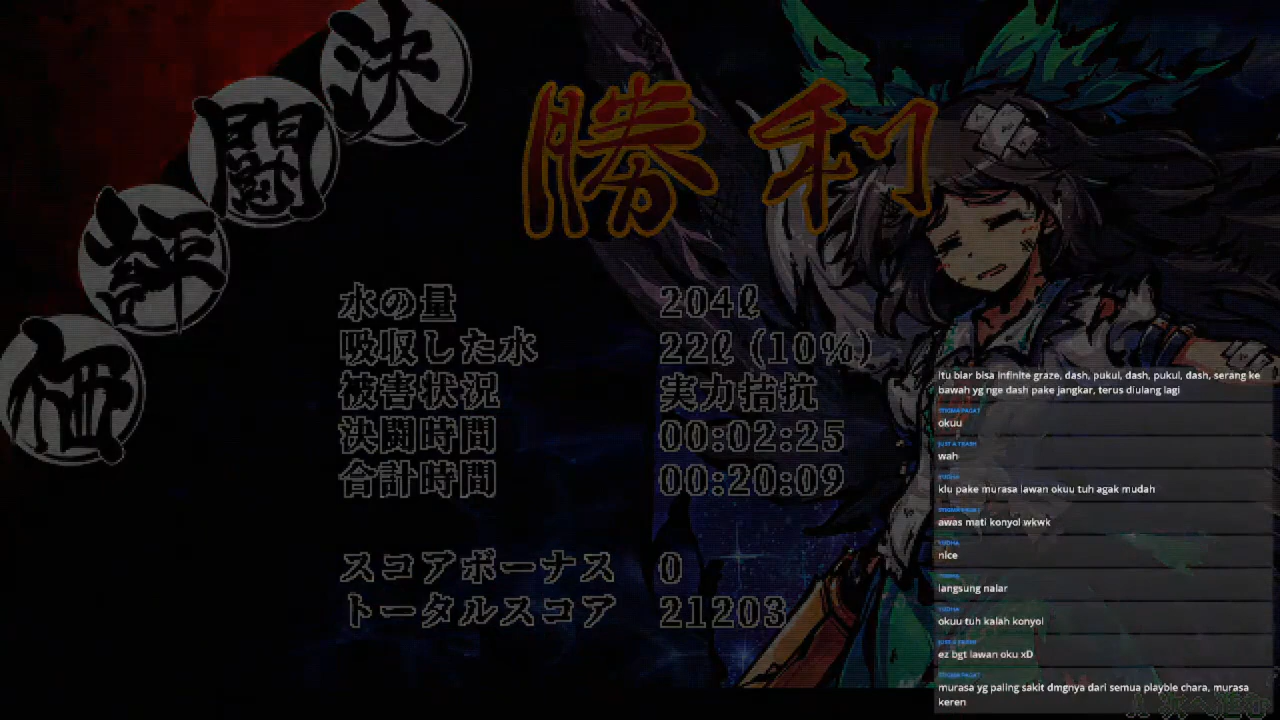 決闘評価
勝利
水の量 204ℓ
吸収した水 22ℓ (10%)
被害状況 実力拮抗
決闘時間 00:02:25
合計時間 00:20:09
スコアボーナス 0
トータルスコア 21203
itu biar bisa infinite graze, dash, pukul, dash, pukul, dash, serang ke
bawah yg nge dash pake jangkar, terus diulang lagi
okuu
wah
klu pake murasa lawan okuu tuh agak mudah
awas mati konyol wkwk
nice
langsung nalar
okuu tuh kalah konyol
ez bgt lawan oku xD
murasa yg paling sakit dmgnya dari semua playble chara, murasa
keren